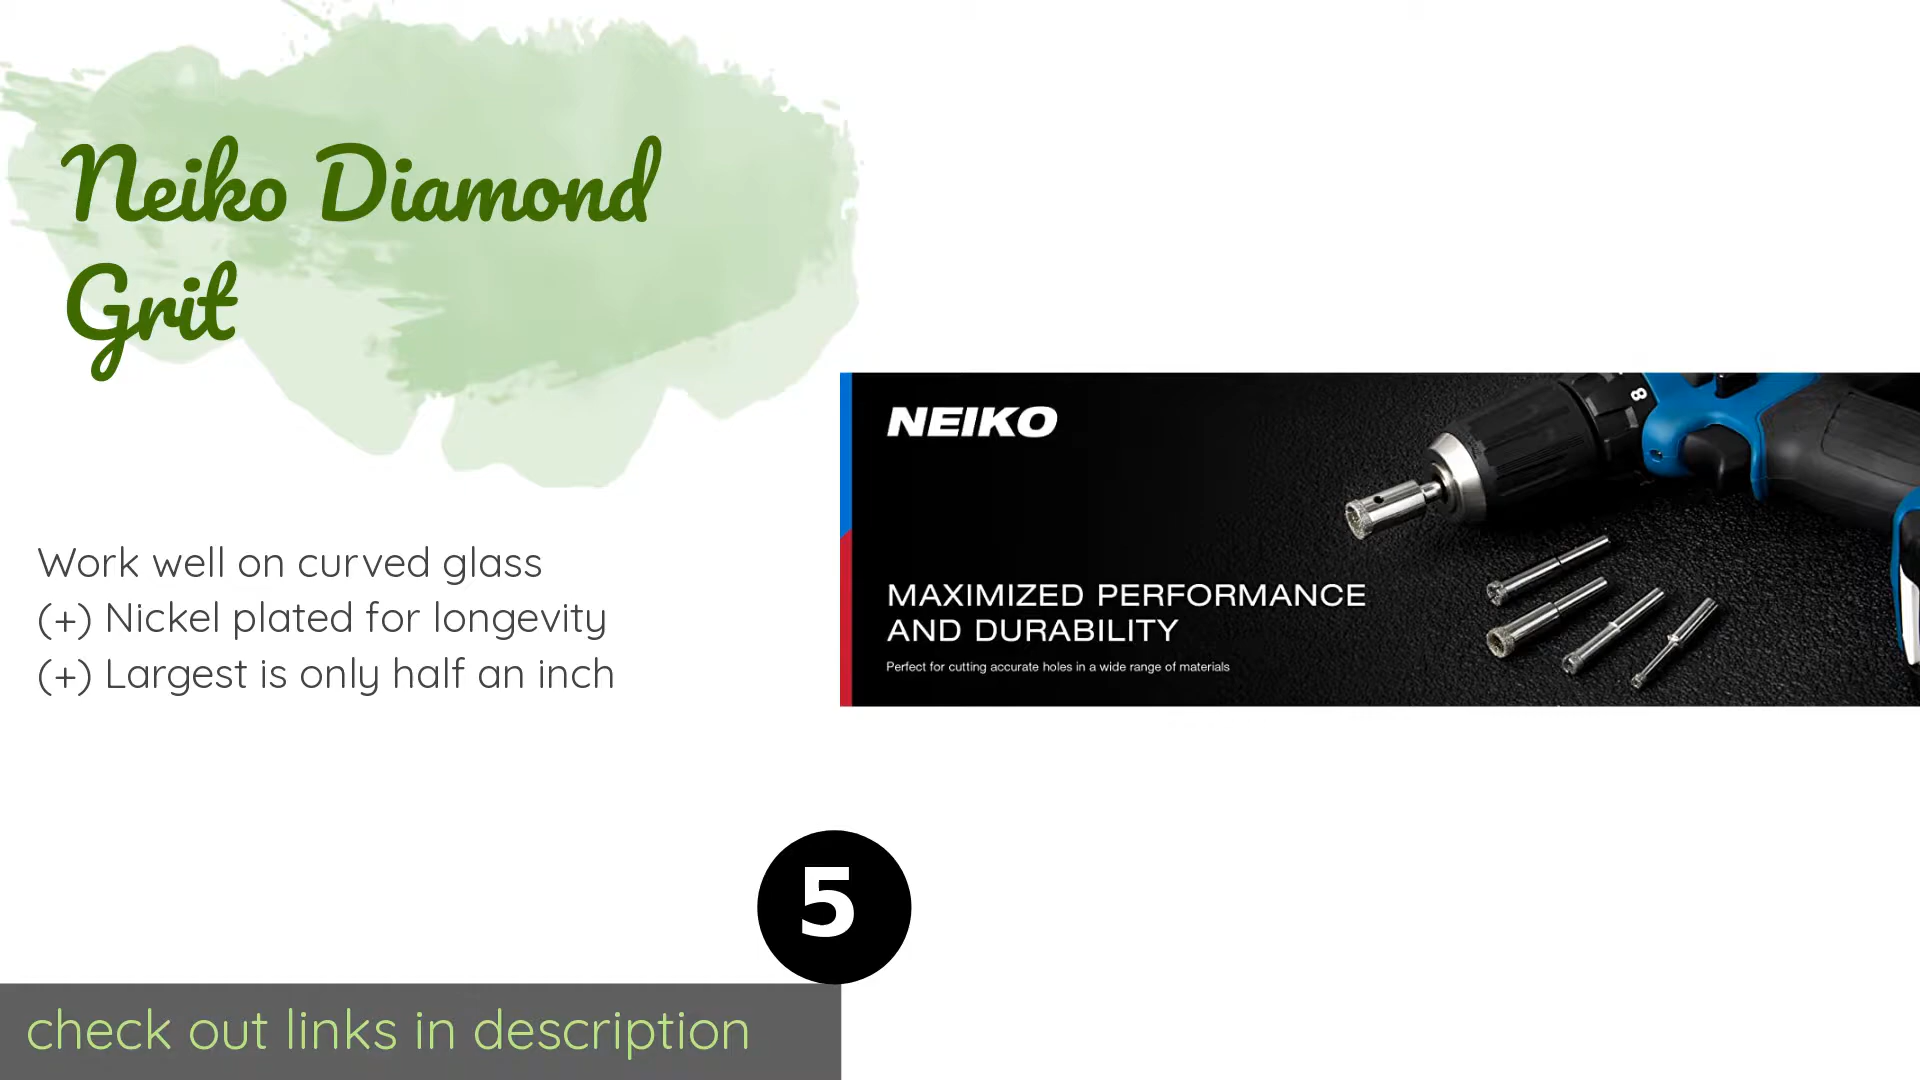 Neiko Diamond
Grit
Work well on curved glass
(+) Nickel plated for longevity
(+) Largest is only half an inch
NEIKO
8
MAXIMIZED PERFORMANCE
AND DURABILITY
Perfect for cutting accurate holes in a wide range of materials
5
check out links in description